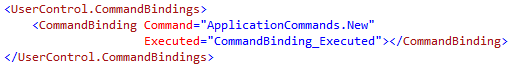 <UserControl.CommandBindings>
    <CommandBinding Command="ApplicationCommands.New"
                    Executed="CommandBinding_Executed"></CommandBinding>
</UserControl.CommandBindings>